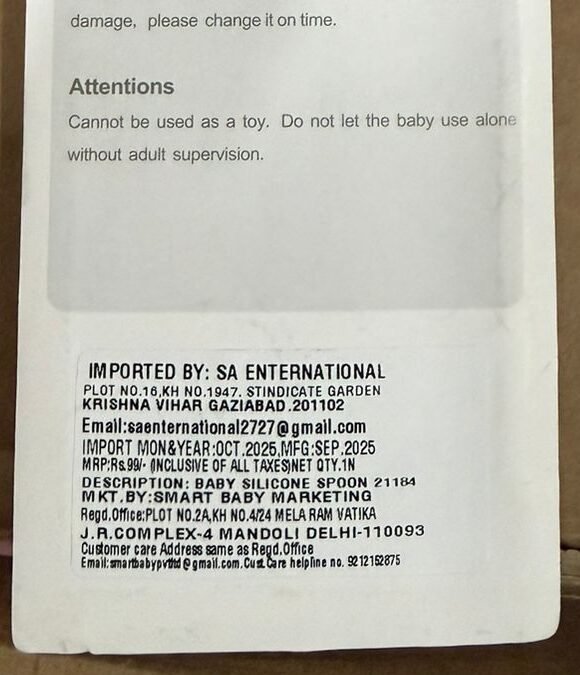 damage, please change it on time.
Attentions
Cannot be used as a toy. Do not let the baby use alone
without adult supervision.
IMPORTED BY: SA ENTERNATIONAL
PLOT NO.16,KH NO.1947. STINDICATE GARDEN
KRISHNA VIHAR GAZIABAD.201102
Email:saenternational2727@gmail.com
IMPORT MON&YEAR:OCT.2025,MFG:SEP.2025
MRP:Rs.99/- (INCLUSIVE OF ALL TAXES)NET QTY.1N
DESCRIPTION: BABY SILICONE SPOON 21184
MKT.BY:SMART BABY MARKETING
Regd.Office:PLOT NO.2A,KH NO.4/24 MELA RAM VATIKA
J.R.COMPLEX-4 MANDOLI DELHI-110093
Customer care Address same as Regd.Office
Email:smartbabypvtltd@gmail.com.Cust.Care helpline no. 9212152875